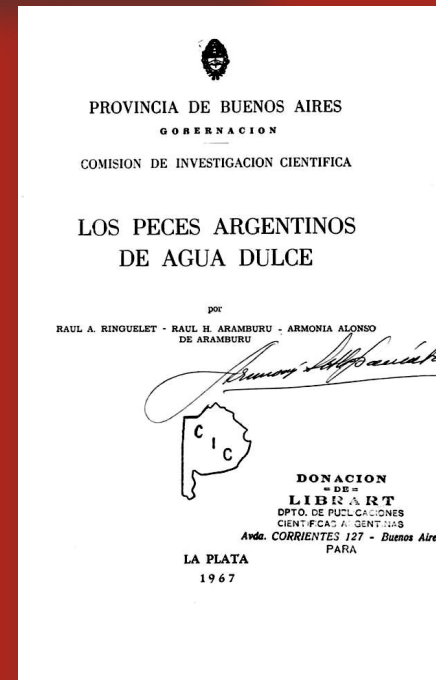 PROVINCIA DE BUENOS AIRES
GOBERNACION
COMISION DE INVESTIGACION CIENTIFICA
LOS PECES ARGENTINOS
DE AGUA DULCE
por
RAUL A. RINGUELET - RAUL H. ARAMBURU - ARMONIA ALONSO
DE ARAMBURU
C I C
DONACION
= DE =
LIBRART
DPTO. DE PUBLICACIONES
CIENTIFICAS ARGENTINAS
Avda. CORRIENTES 127 - Buenos Aire
PARA
LA PLATA
1967